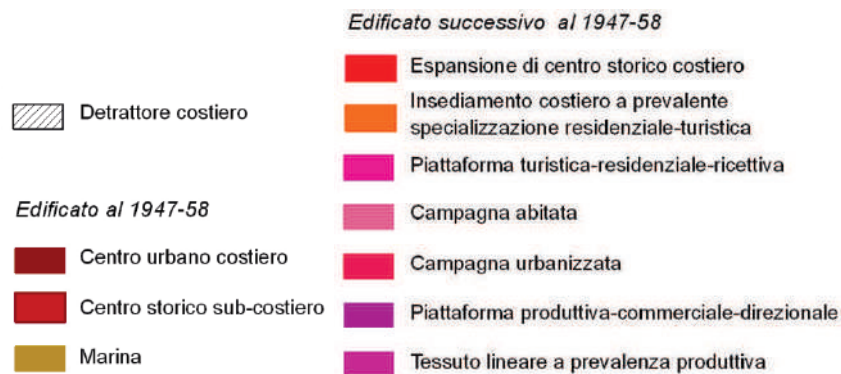 Detrattore costiero
Edificato al 1947-58
Centro urbano costiero
Centro storico sub-costiero
Marina
Edificato successivo al 1947-58
Espansione di centro storico costiero
Insediamento costiero a prevalente
specializzazione residenziale-turistica
Piattaforma turistica-residenziale-ricettiva
Campagna abitata
Campagna urbanizzata
Piattaforma produttiva-commerciale-direzionale
Tessuto lineare a prevalenza produttiva